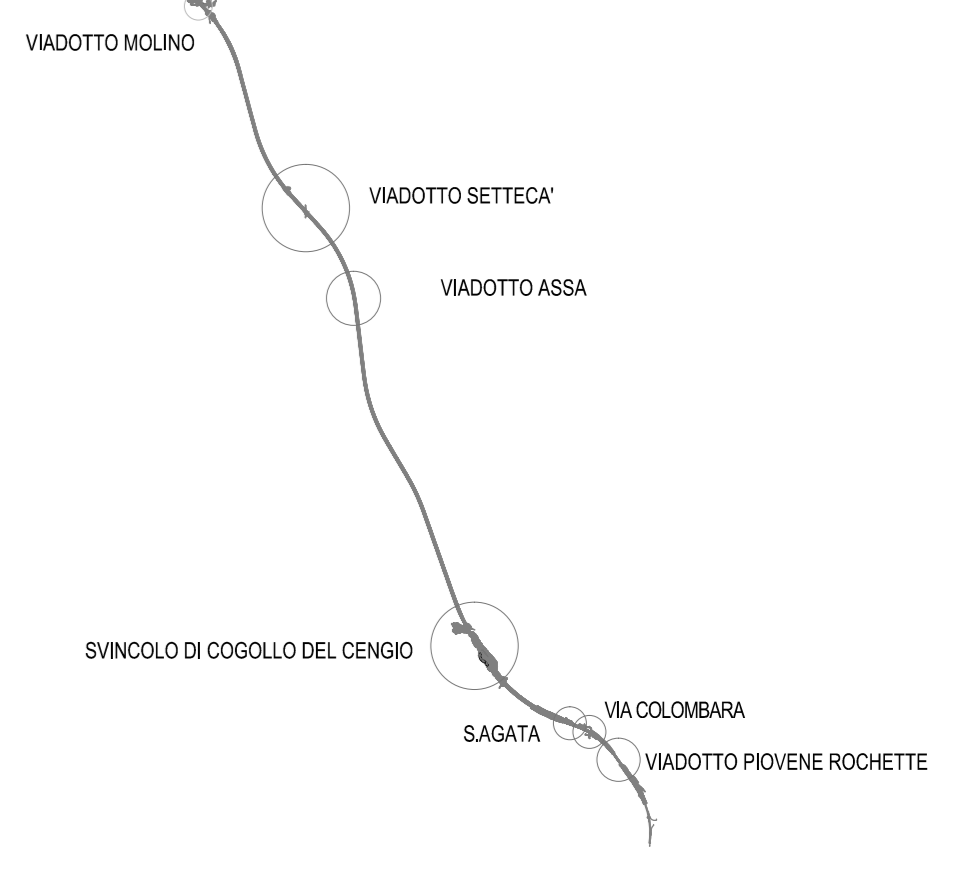 VIADOTTO MOLINO
VIADOTTO SETTECA'
VIADOTTO ASSA
SVINCOLO DI COGOLLO DEL CENGIO
VIA COLOMBARA
S.AGATA
VIADOTTO PIOVENE ROCHETTE